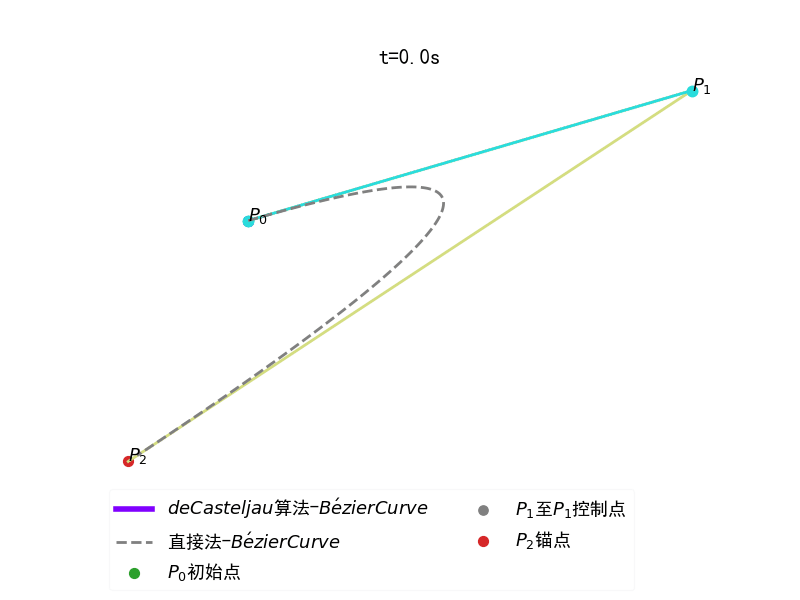 t=0.0s
P₁
P₀
P₂
deCasteljau算法-BézierCurve
直接法-BézierCurve
P₀初始点
P₁至P₁控制点
P₂锚点